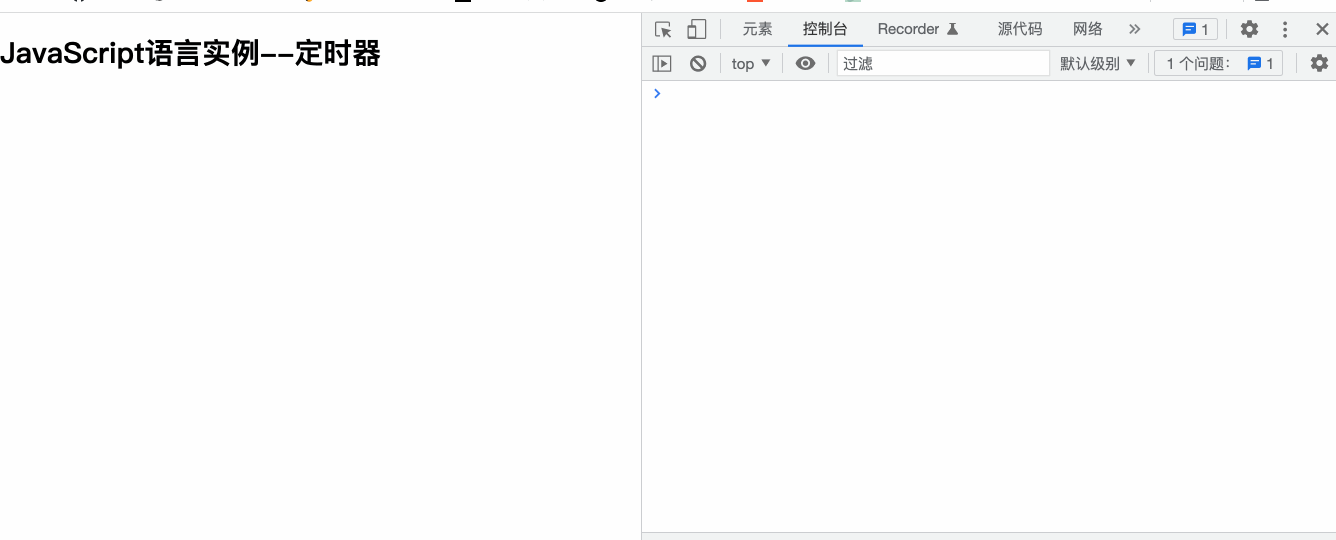 JavaScript语言实例--定时器
元素 控制台 Recorder 源代码 网络 1
top 过滤 默认级别 1 个问题: 1